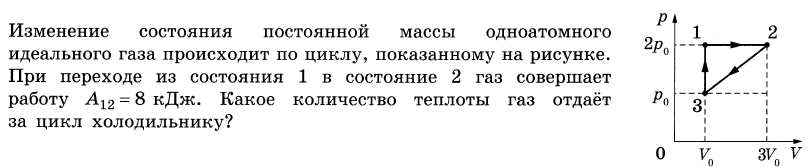 Изменение состояния постоянной массы одноатомного
идеального газа происходит по циклу, показанному на рисунке.
При переходе из состояния 1 в состояние 2 газ совершает
работу A₁₂ = 8 кДж. Какое количество теплоты газ отдаёт
за цикл холодильнику?
p
1 2
2p₀
p₀
3
0 V₀ 3V₀ V